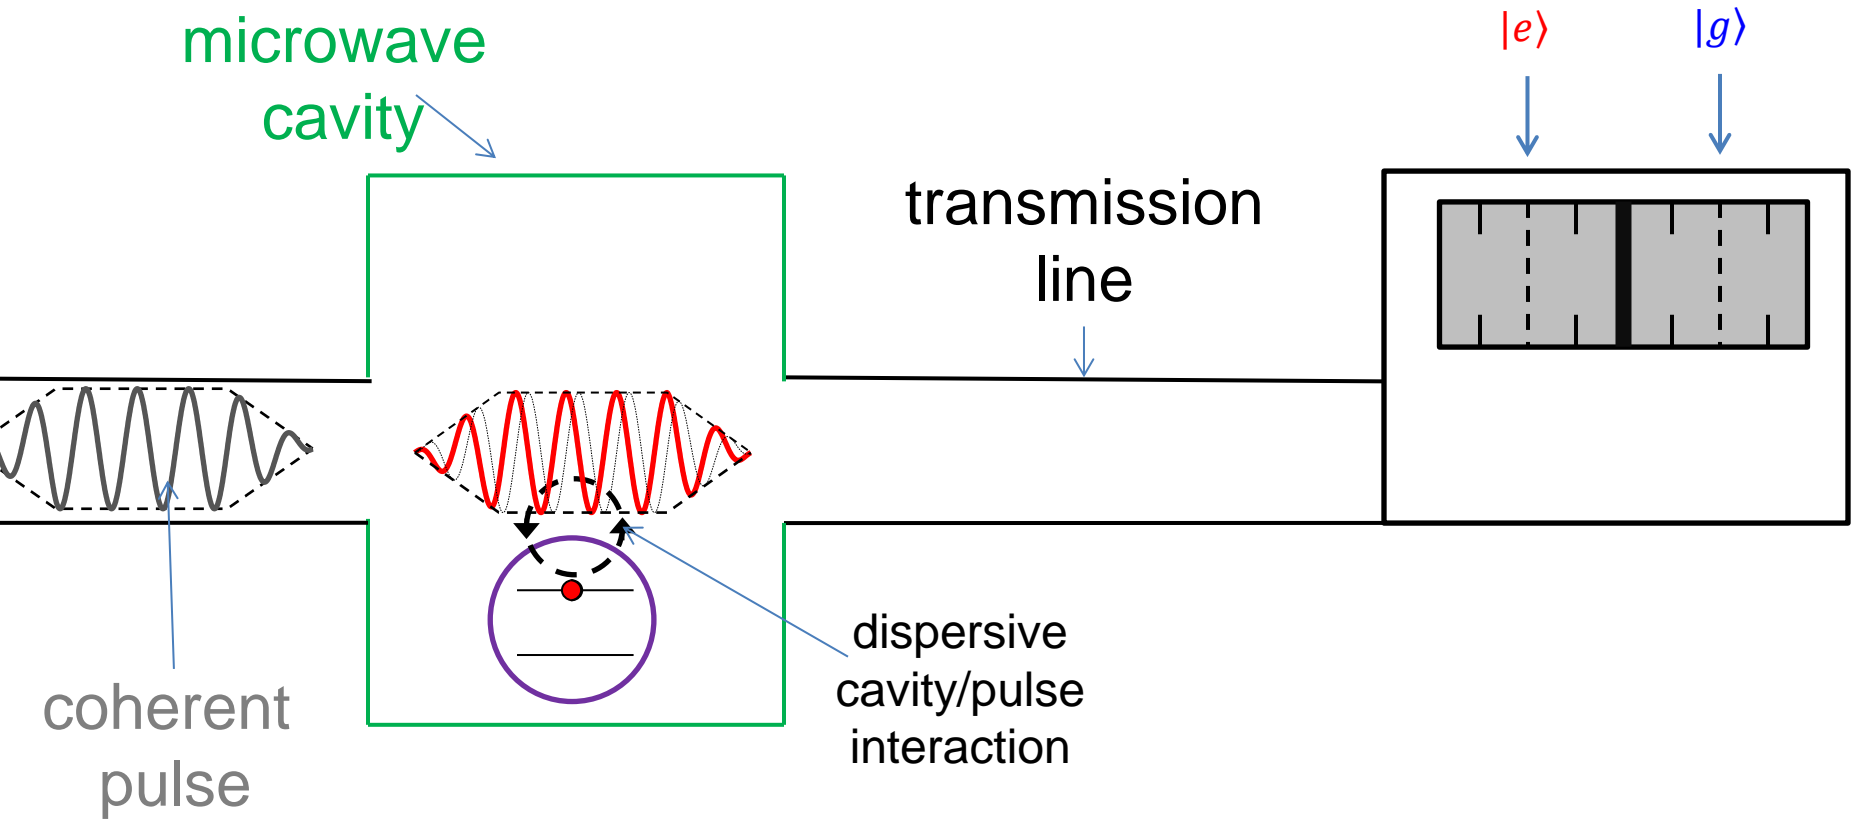 microwave
cavity
|e⟩
|g⟩
transmission
line
coherent
pulse
dispersive
cavity/pulse
interaction